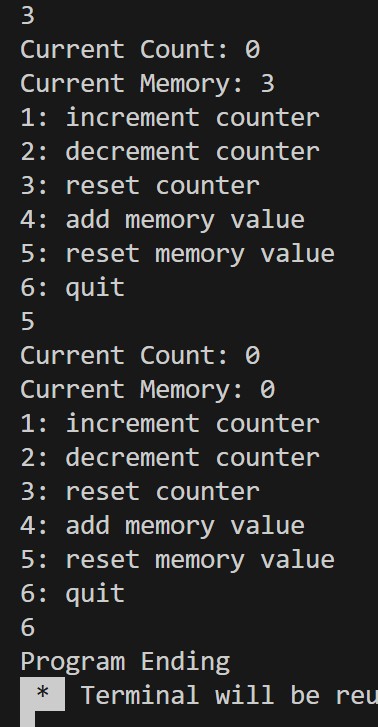 3
Current Count: 0
Current Memory: 3
1: increment counter
2: decrement counter
3: reset counter
4: add memory value
5: reset memory value
6: quit
5
Current Count: 0
Current Memory: 0
1: increment counter
2: decrement counter
3: reset counter
4: add memory value
5: reset memory value
6: quit
6
Program Ending
* Terminal will be reu